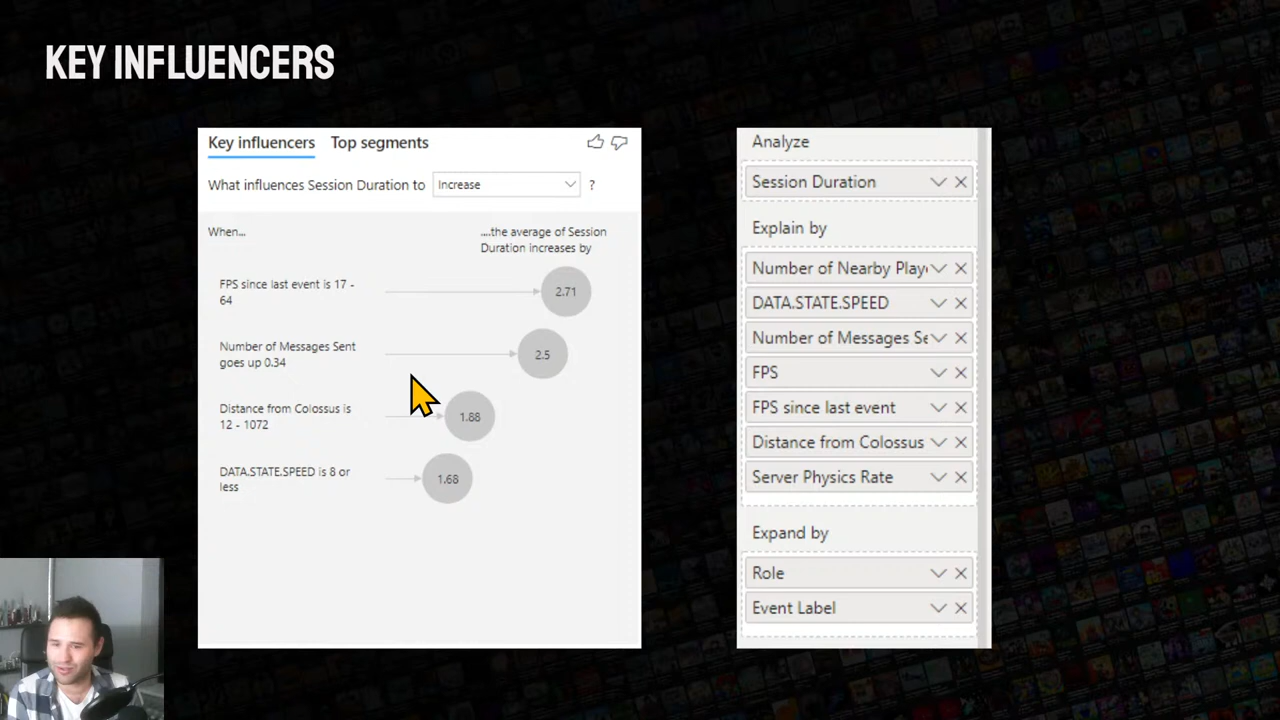 KEY INFLUENCERS
Key influencers Top segments
What influences Session Duration to Increase ?
When...
....the average of Session
Duration increases by
FPS since last event is 17 -
64
2.71
Number of Messages Sent
goes up 0.34
2.5
Distance from Colossus is
12 - 1072
1.88
DATA.STATE.SPEED is 8 or
less
1.68
Analyze
Session Duration
Explain by
Number of Nearby Play
DATA.STATE.SPEED
Number of Messages Se
FPS
FPS since last event
Distance from Colossus
Server Physics Rate
Expand by
Role
Event Label